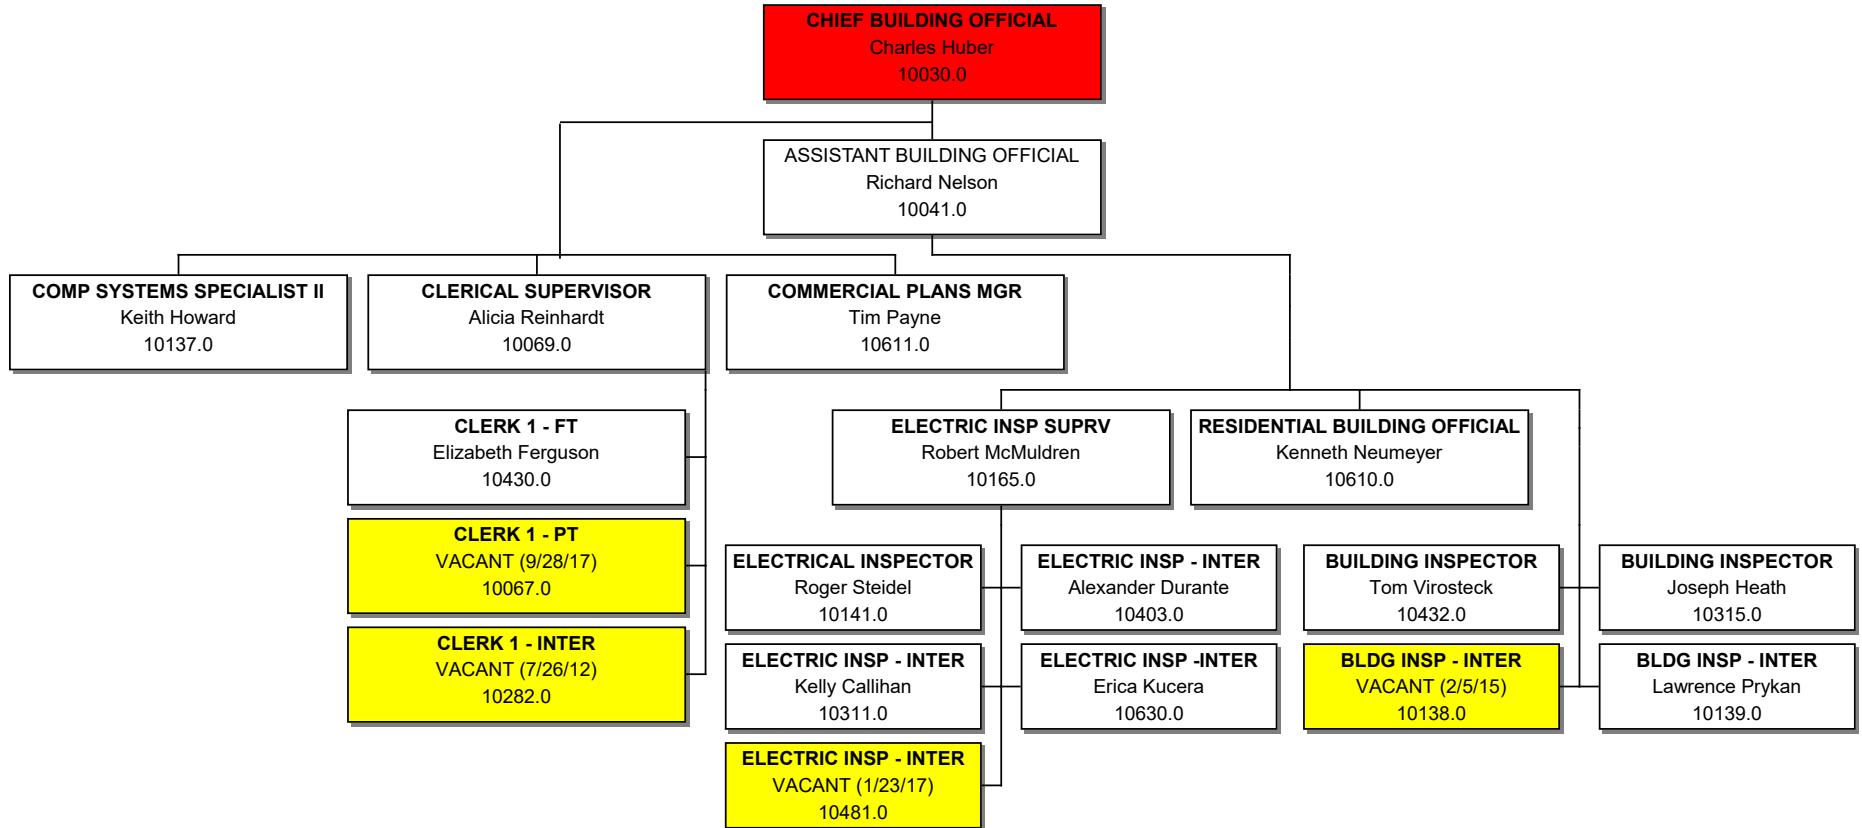 CHIEF BUILDING OFFICIAL
Charles Huber
10030.0
ASSISTANT BUILDING OFFICIAL
Richard Nelson
10041.0
COMP SYSTEMS SPECIALIST II
Keith Howard
10137.0
CLERICAL SUPERVISOR
Alicia Reinhardt
10069.0
COMMERCIAL PLANS MGR
Tim Payne
10611.0
CLERK 1 - FT
Elizabeth Ferguson
10430.0
CLERK 1 - PT
VACANT (9/28/17)
10067.0
CLERK 1 - INTER
VACANT (7/26/12)
10282.0
ELECTRIC INSP SUPRV
Robert McMuldren
10165.0
RESIDENTIAL BUILDING OFFICIAL
Kenneth Neumeyer
10610.0
ELECTRICAL INSPECTOR
Roger Steidel
10141.0
ELECTRIC INSP - INTER
Alexander Durante
10403.0
ELECTRIC INSP - INTER
Kelly Callihan
10311.0
ELECTRIC INSP -INTER
Erica Kucera
10630.0
ELECTRIC INSP - INTER
VACANT (1/23/17)
10481.0
BUILDING INSPECTOR
Tom Virosteck
10432.0
BUILDING INSPECTOR
Joseph Heath
10315.0
BLDG INSP - INTER
VACANT (2/5/15)
10138.0
BLDG INSP - INTER
Lawrence Prykan
10139.0